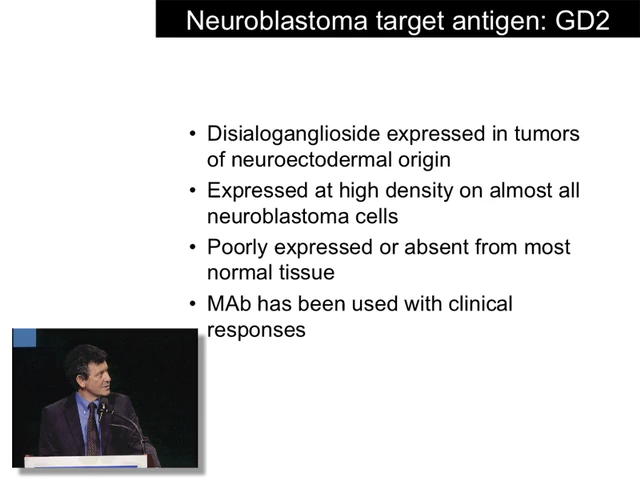 Neuroblastoma target antigen: GD2
• Disialoganglioside expressed in tumors
of neuroectodermal origin
• Expressed at high density on almost all
neuroblastoma cells
• Poorly expressed or absent from most
normal tissue
• MAb has been used with clinical
responses